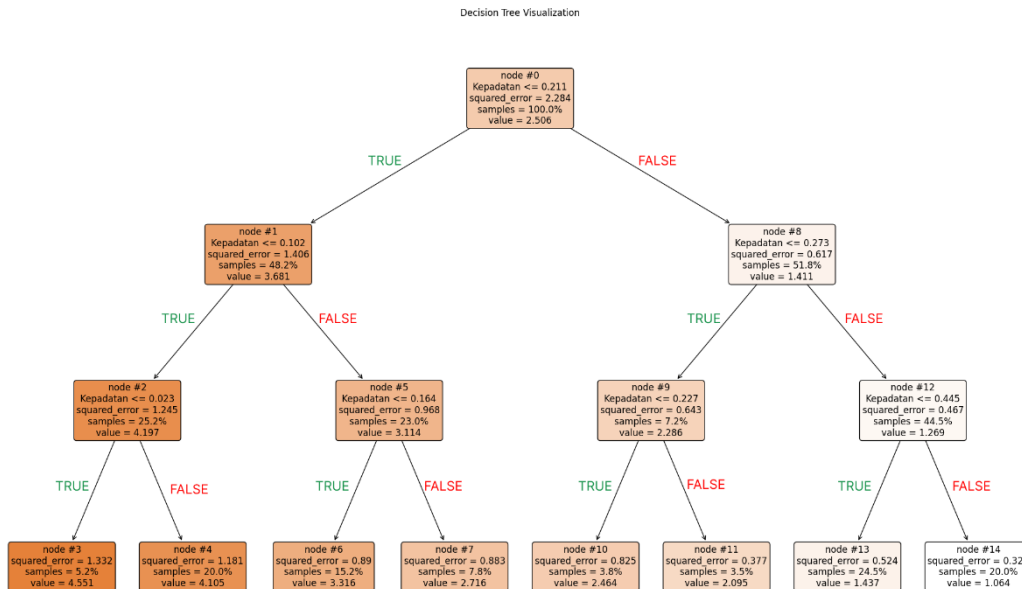 Decision Tree Visualization
node #0
Kepadatan <= 0.211
squared_error = 2.284
samples = 100.0%
value = 2.506
TRUE
FALSE
node #1
Kepadatan <= 0.102
squared_error = 1.406
samples = 48.2%
value = 3.681
node #8
Kepadatan <= 0.273
squared_error = 0.617
samples = 51.8%
value = 1.411
TRUE
FALSE
TRUE
FALSE
node #2
Kepadatan <= 0.023
squared_error = 1.245
samples = 25.2%
value = 4.197
node #5
Kepadatan <= 0.164
squared_error = 0.968
samples = 23.0%
value = 3.114
node #9
Kepadatan <= 0.227
squared_error = 0.643
samples = 7.2%
value = 2.286
node #12
Kepadatan <= 0.445
squared_error = 0.467
samples = 44.5%
value = 1.269
TRUE
FALSE
TRUE
FALSE
TRUE
FALSE
TRUE
FALSE
node #3
squared_error = 1.332
samples = 5.2%
value = 4.551
node #4
squared_error = 1.181
samples = 20.0%
value = 4.105
node #6
squared_error = 0.89
samples = 15.2%
value = 3.316
node #7
squared_error = 0.883
samples = 7.8%
value = 2.716
node #10
squared_error = 0.825
samples = 3.8%
value = 2.464
node #11
squared_error = 0.377
samples = 3.5%
value = 2.095
node #13
squared_error = 0.524
samples = 24.5%
value = 1.437
node #14
squared_error = 0.32
samples = 20.0%
value = 1.064